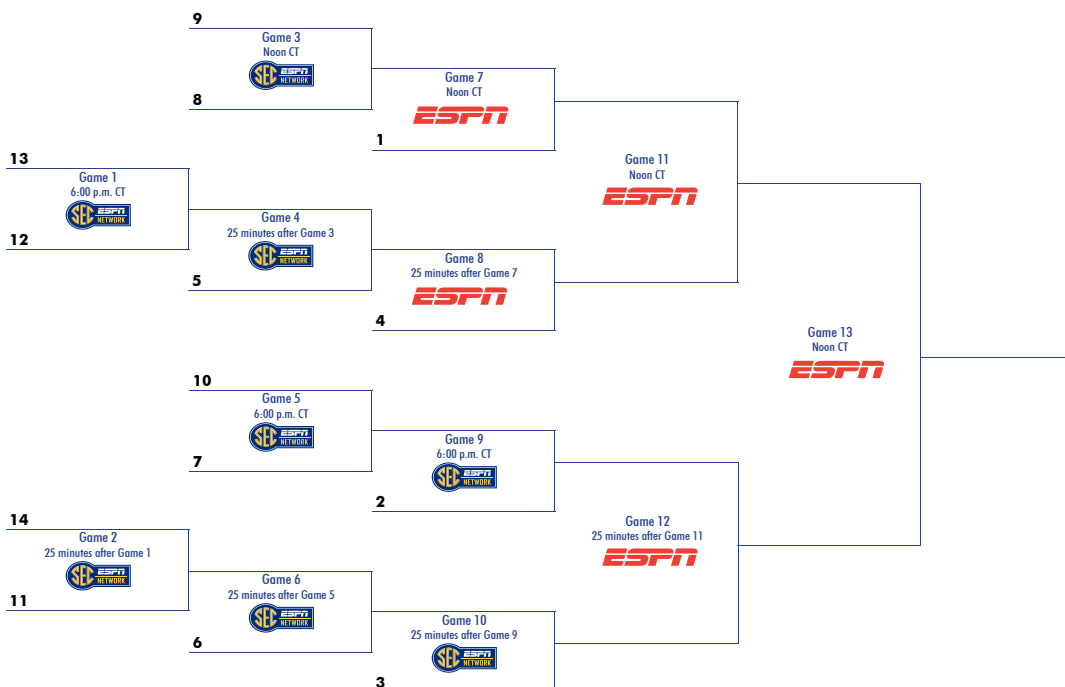 9
Game 3
Noon CT
SEC ESPN NETWORK
8
Game 7
Noon CT
ESPN
1
13
Game 1
6:00 p.m. CT
SEC ESPN NETWORK
12
Game 4
25 minutes after Game 3
SEC ESPN NETWORK
5
Game 8
25 minutes after Game 7
ESPN
4
Game 11
Noon CT
ESPN
Game 13
Noon CT
ESPN
10
Game 5
6:00 p.m. CT
SEC ESPN NETWORK
7
Game 9
6:00 p.m. CT
SEC ESPN NETWORK
2
14
Game 2
25 minutes after Game 1
SEC ESPN NETWORK
11
Game 6
25 minutes after Game 5
SEC ESPN NETWORK
6
Game 10
25 minutes after Game 9
SEC ESPN NETWORK
3
Game 12
25 minutes after Game 11
ESPN